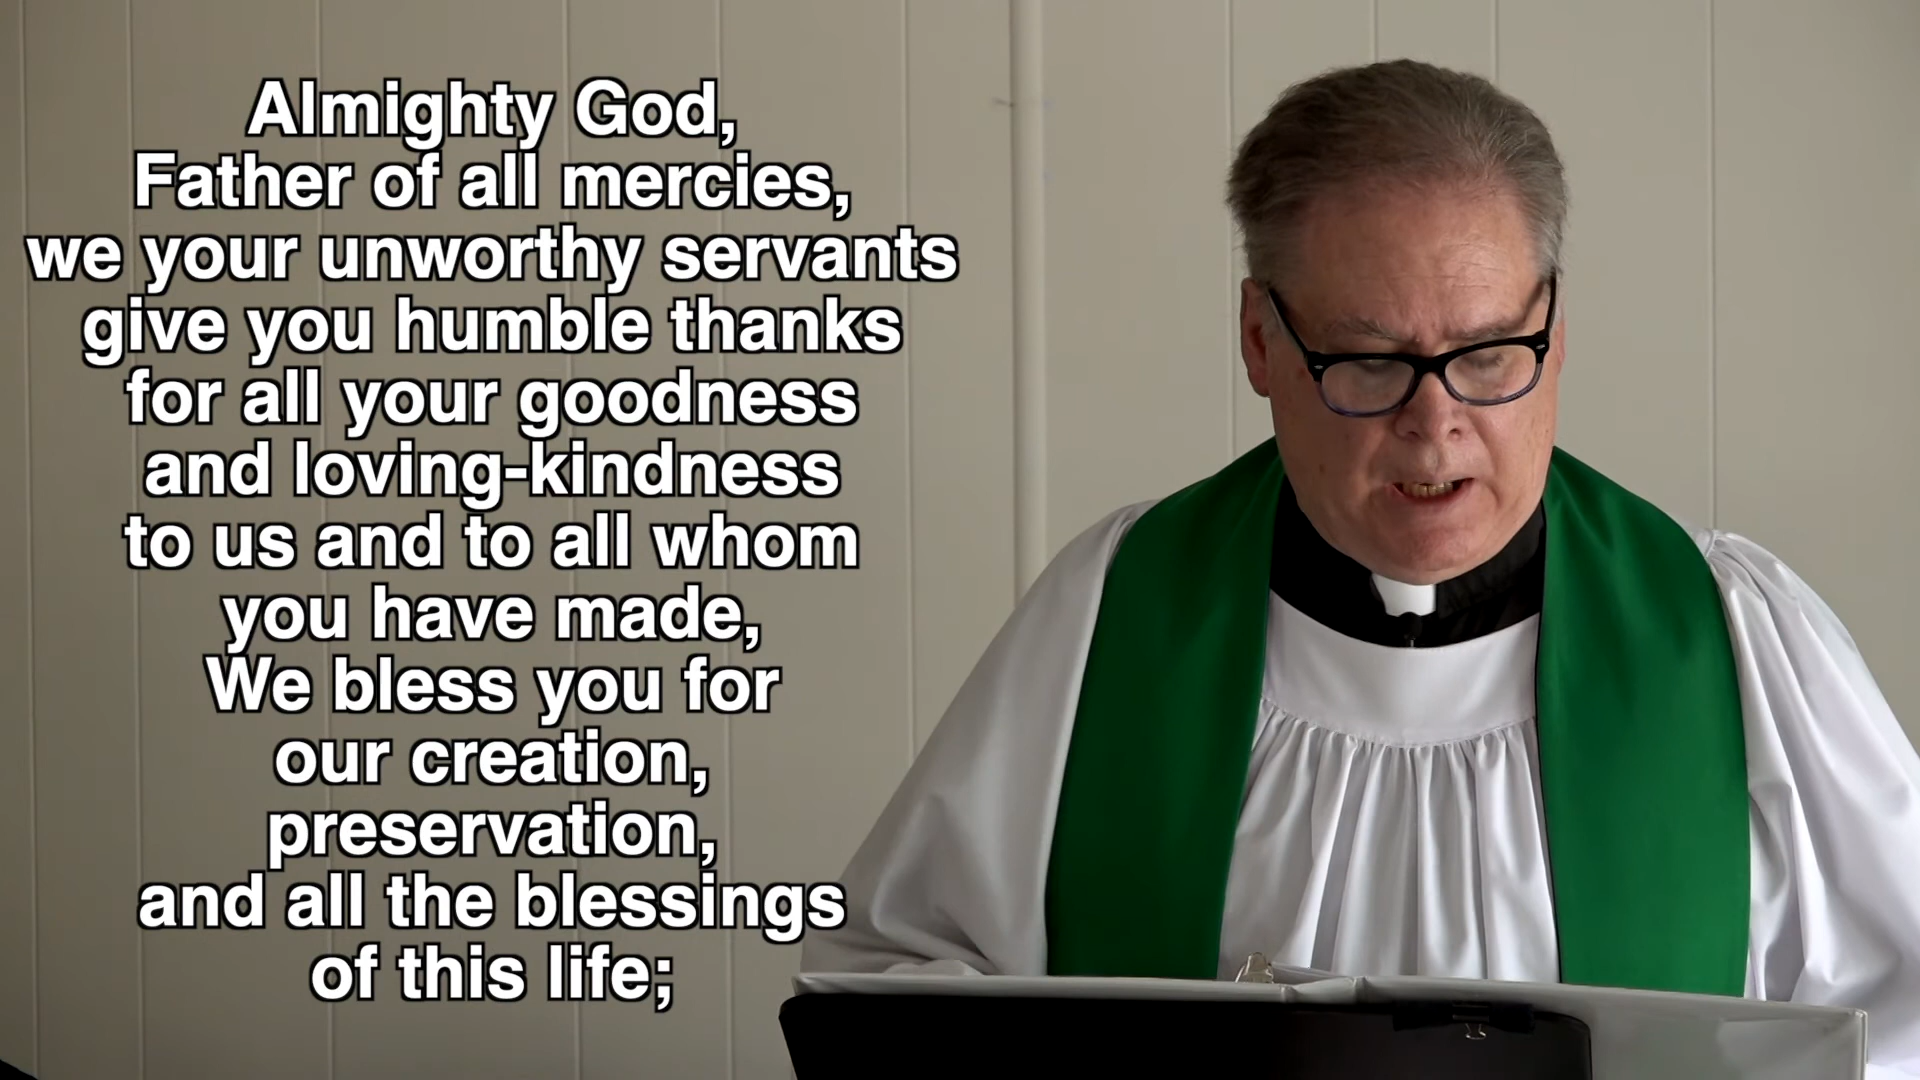 Almighty God,
Father of all mercies,
we your unworthy servants
give you humble thanks
for all your goodness
and loving-kindness
to us and to all whom
you have made,
We bless you for
our creation,
preservation,
and all the blessings
of this life;